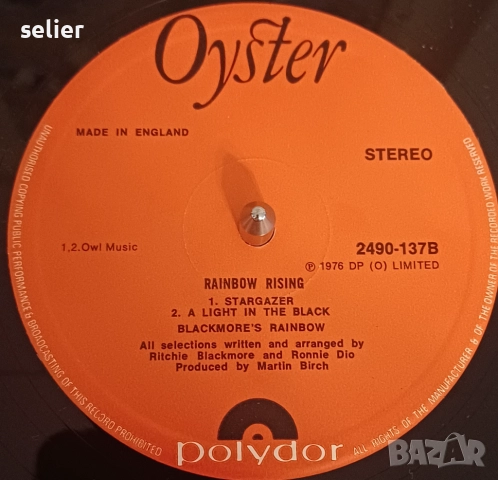 selier
Oyster
MADE IN ENGLAND
STEREO
1,2.Owl Music
2490-137B
℗ 1976 DP (O) LIMITED
RAINBOW RISING
1. STARGAZER
2. A LIGHT IN THE BLACK
BLACKMORE'S RAINBOW
All selections written and arranged by
Ritchie Blackmore and Ronnie Dio
Produced by Martin Birch
UNAUTHORISED COPYING PUBLIC PERFORMANCE & BROADCASTING OF THIS RECORD PROHIBITED
polydor
ALL RIGHTS OF THE MANUFACTURER & OF THE OWNER OF THE RECORDED WORK RESERVED
BAZAR